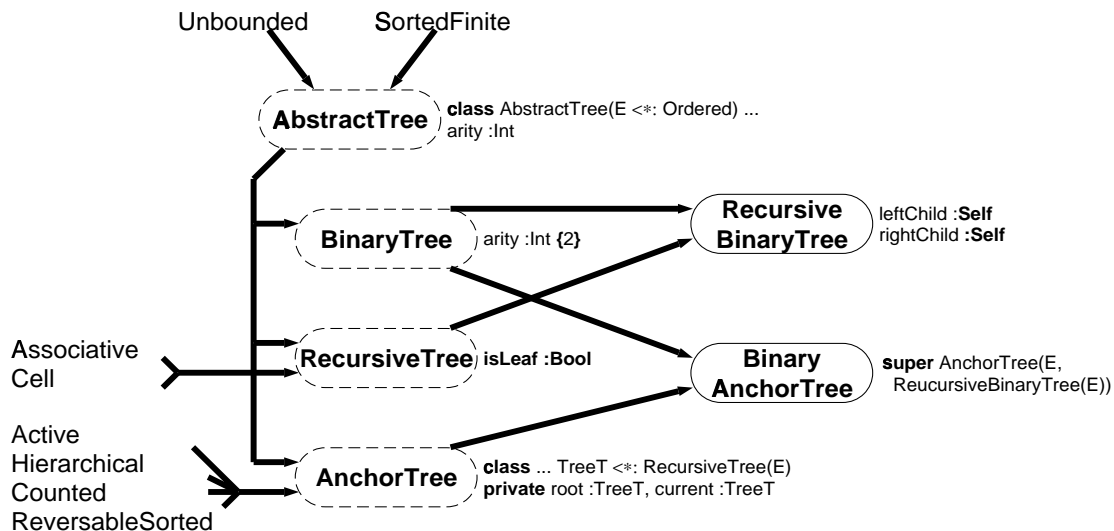 Unbounded
SortedFinite
AbstractTree
class AbstractTree(E <*: Ordered) ...
arity :Int
BinaryTree
arity :Int {2}
Recursive
BinaryTree
leftChild :Self
rightChild :Self
Associative
Cell
RecursiveTree
isLeaf :Bool
Binary
AnchorTree
super AnchorTree(E,
ReucursiveBinaryTree(E))
Active
Hierarchical
Counted
ReversableSorted
AnchorTree
class ... TreeT <*: RecursiveTree(E)
private root :TreeT, current :TreeT